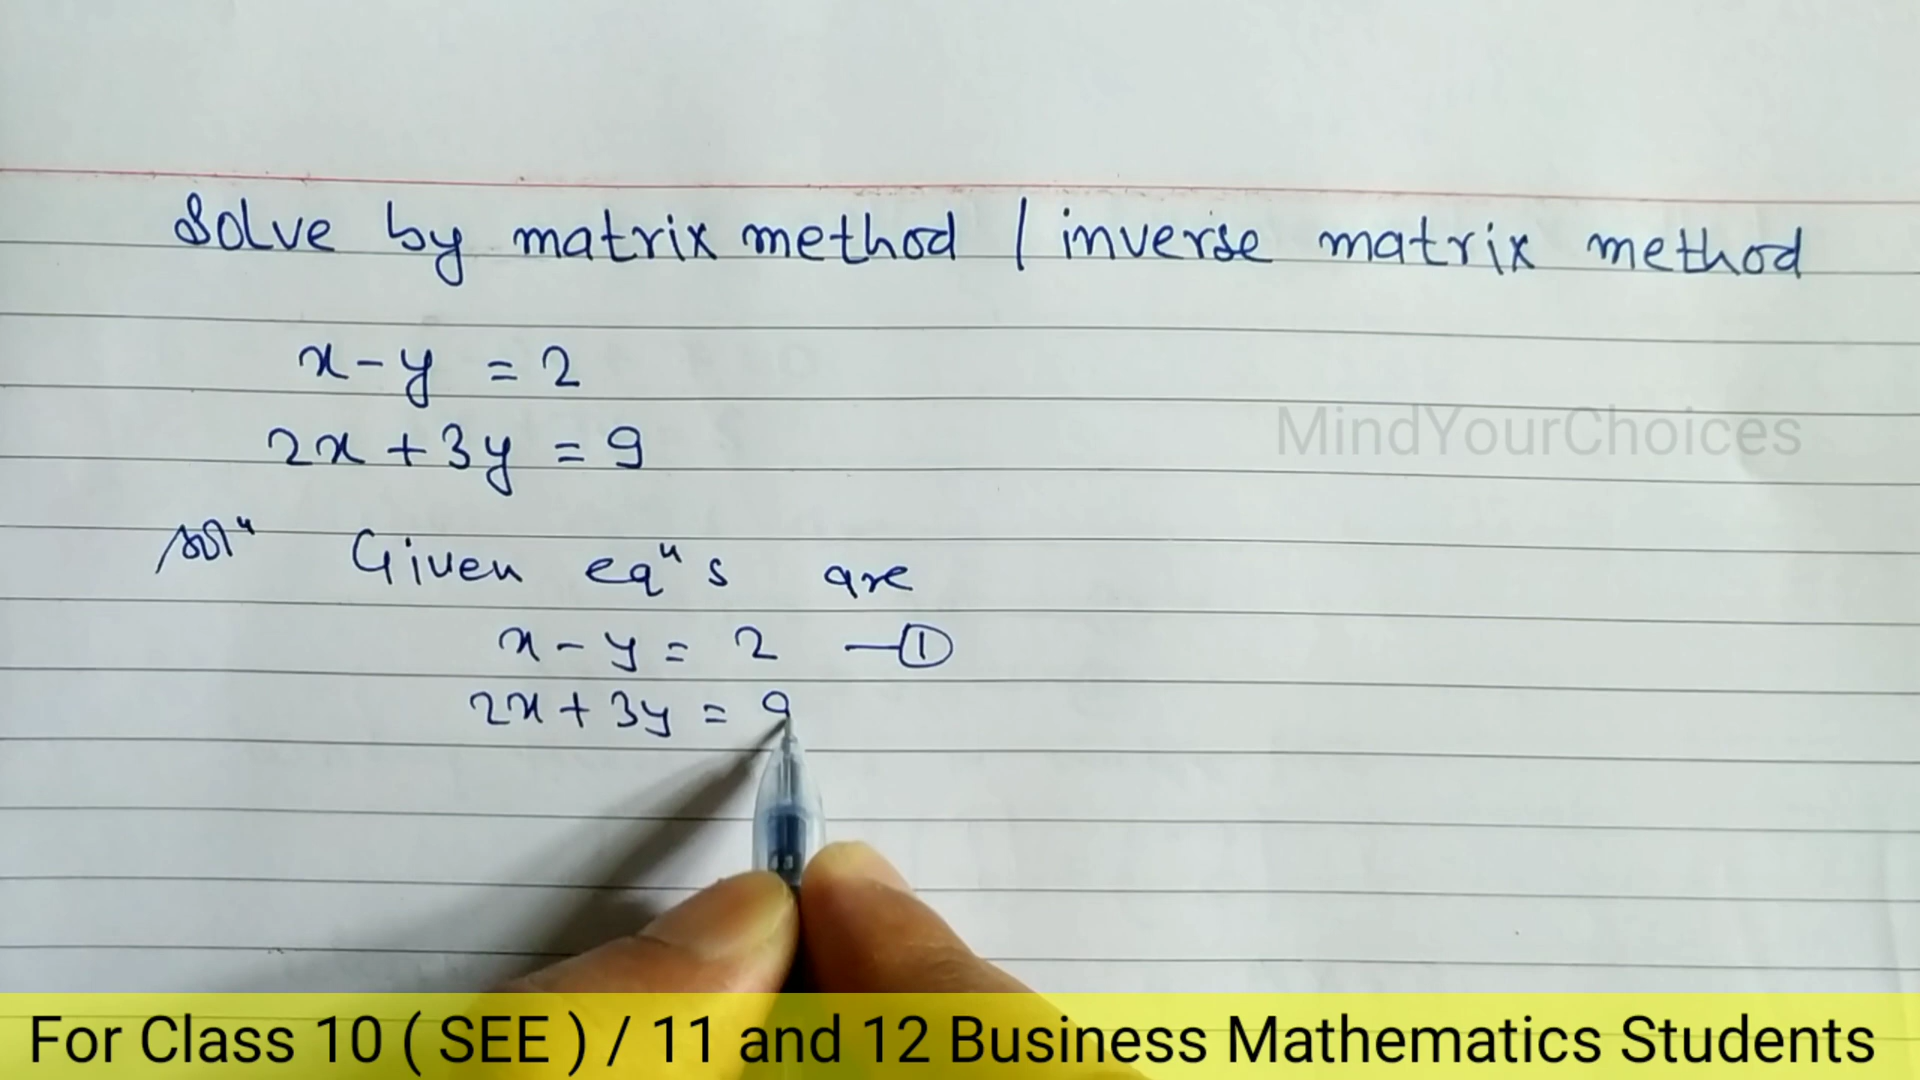 Solve by matrix method / inverse matrix method
x - y = 2
2x + 3y = 9
MindYourChoices
Solⁿ Given eqⁿs are
x - y = 2 —①
2x + 3y = 9
For Class 10 ( SEE ) / 11 and 12 Business Mathematics Students